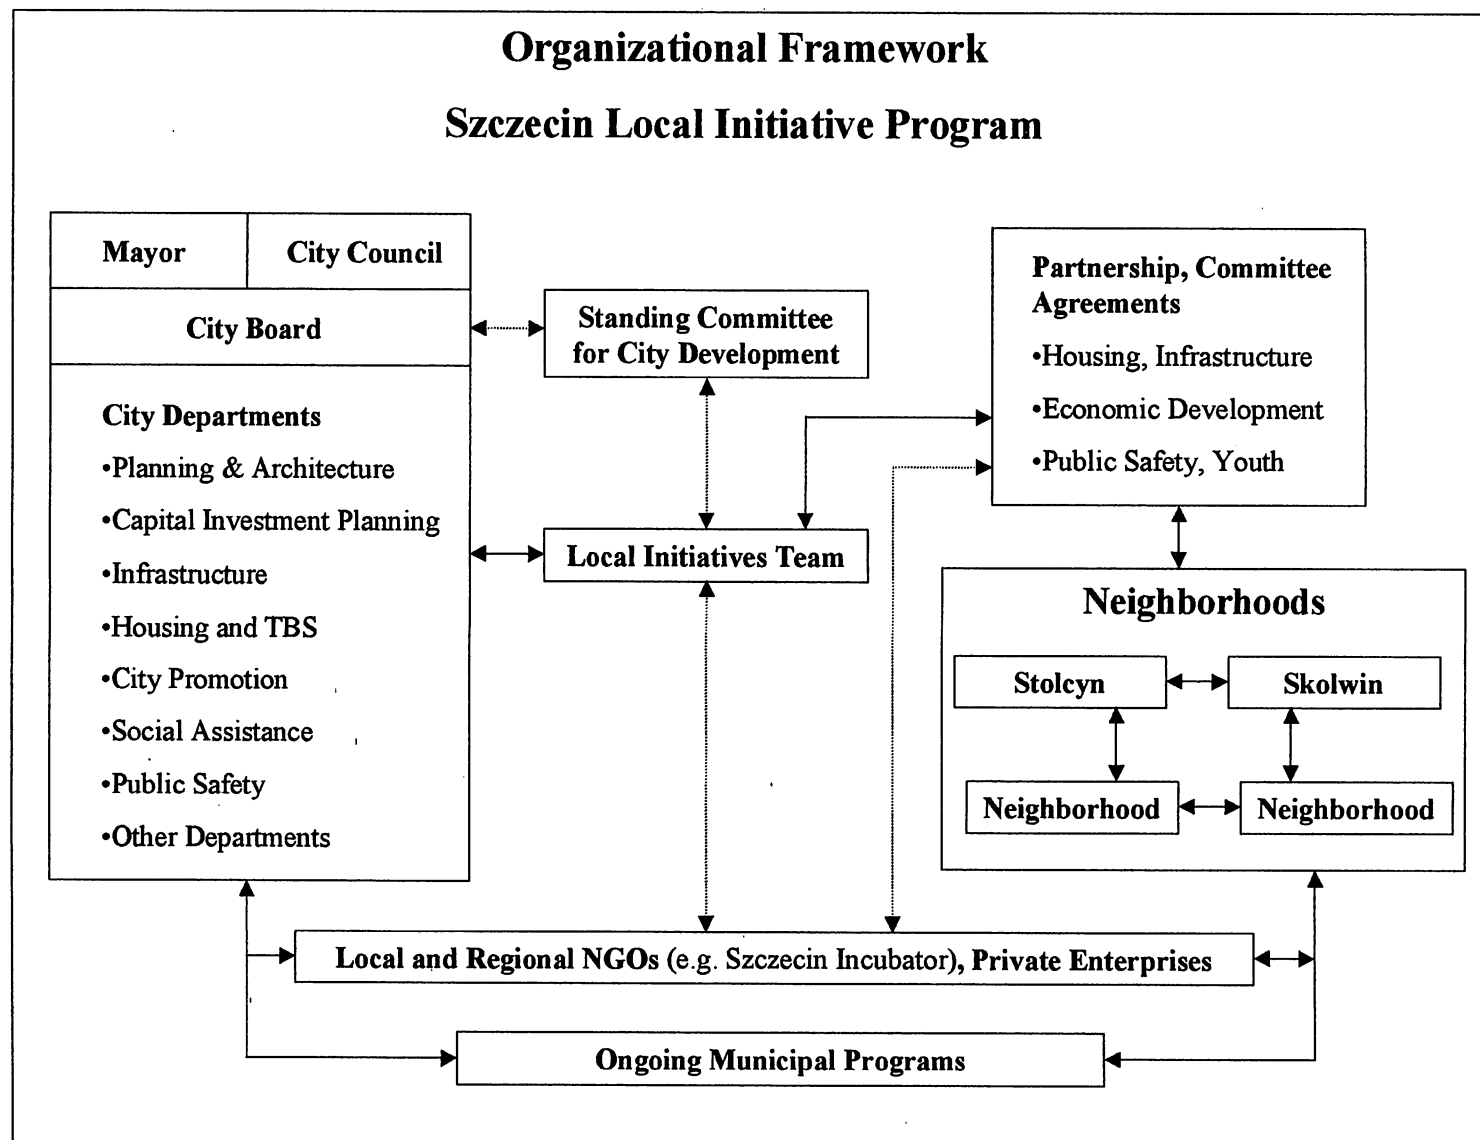 Organizational Framework
Szczecin Local Initiative Program
Mayor
City Council
City Board
City Departments
•Planning & Architecture
•Capital Investment Planning
•Infrastructure
•Housing and TBS
•City Promotion
•Social Assistance
•Public Safety
•Other Departments
Standing Committee
for City Development
Local Initiatives Team
Partnership, Committee
Agreements
•Housing, Infrastructure
•Economic Development
•Public Safety, Youth
Neighborhoods
Stolcyn
Skolwin
Neighborhood
Neighborhood
Local and Regional NGOs (e.g. Szczecin Incubator), Private Enterprises
Ongoing Municipal Programs